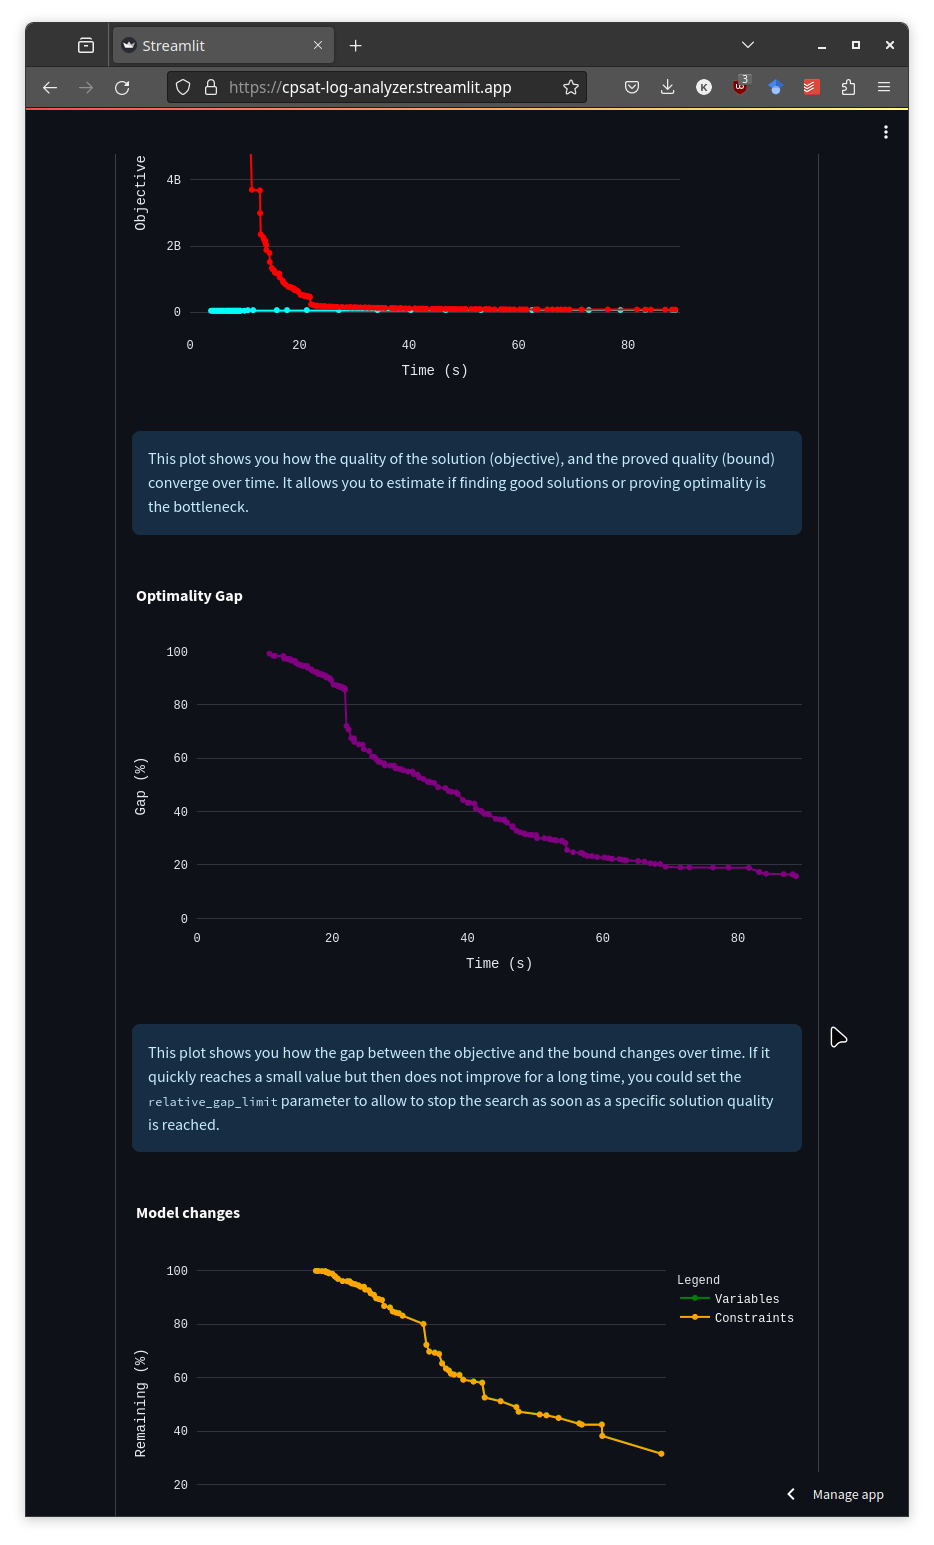 Streamlit
https://cpsat-log-analyzer.streamlit.app
3
K
Objective
4B
2B
0
0 20 40 60 80
Time (s)
This plot shows you how the quality of the solution (objective), and the proved quality (bound)
converge over time. It allows you to estimate if finding good solutions or proving optimality is
the bottleneck.
Optimality Gap
Gap (%)
100
80
60
40
20
0
0 20 40 60 80
Time (s)
This plot shows you how the gap between the objective and the bound changes over time. If it
quickly reaches a small value but then does not improve for a long time, you could set the
relative_gap_limit parameter to allow to stop the search as soon as a specific solution quality
is reached.
Model changes
Remaining (%)
100
80
60
40
20
Legend
Variables
Constraints
Manage app